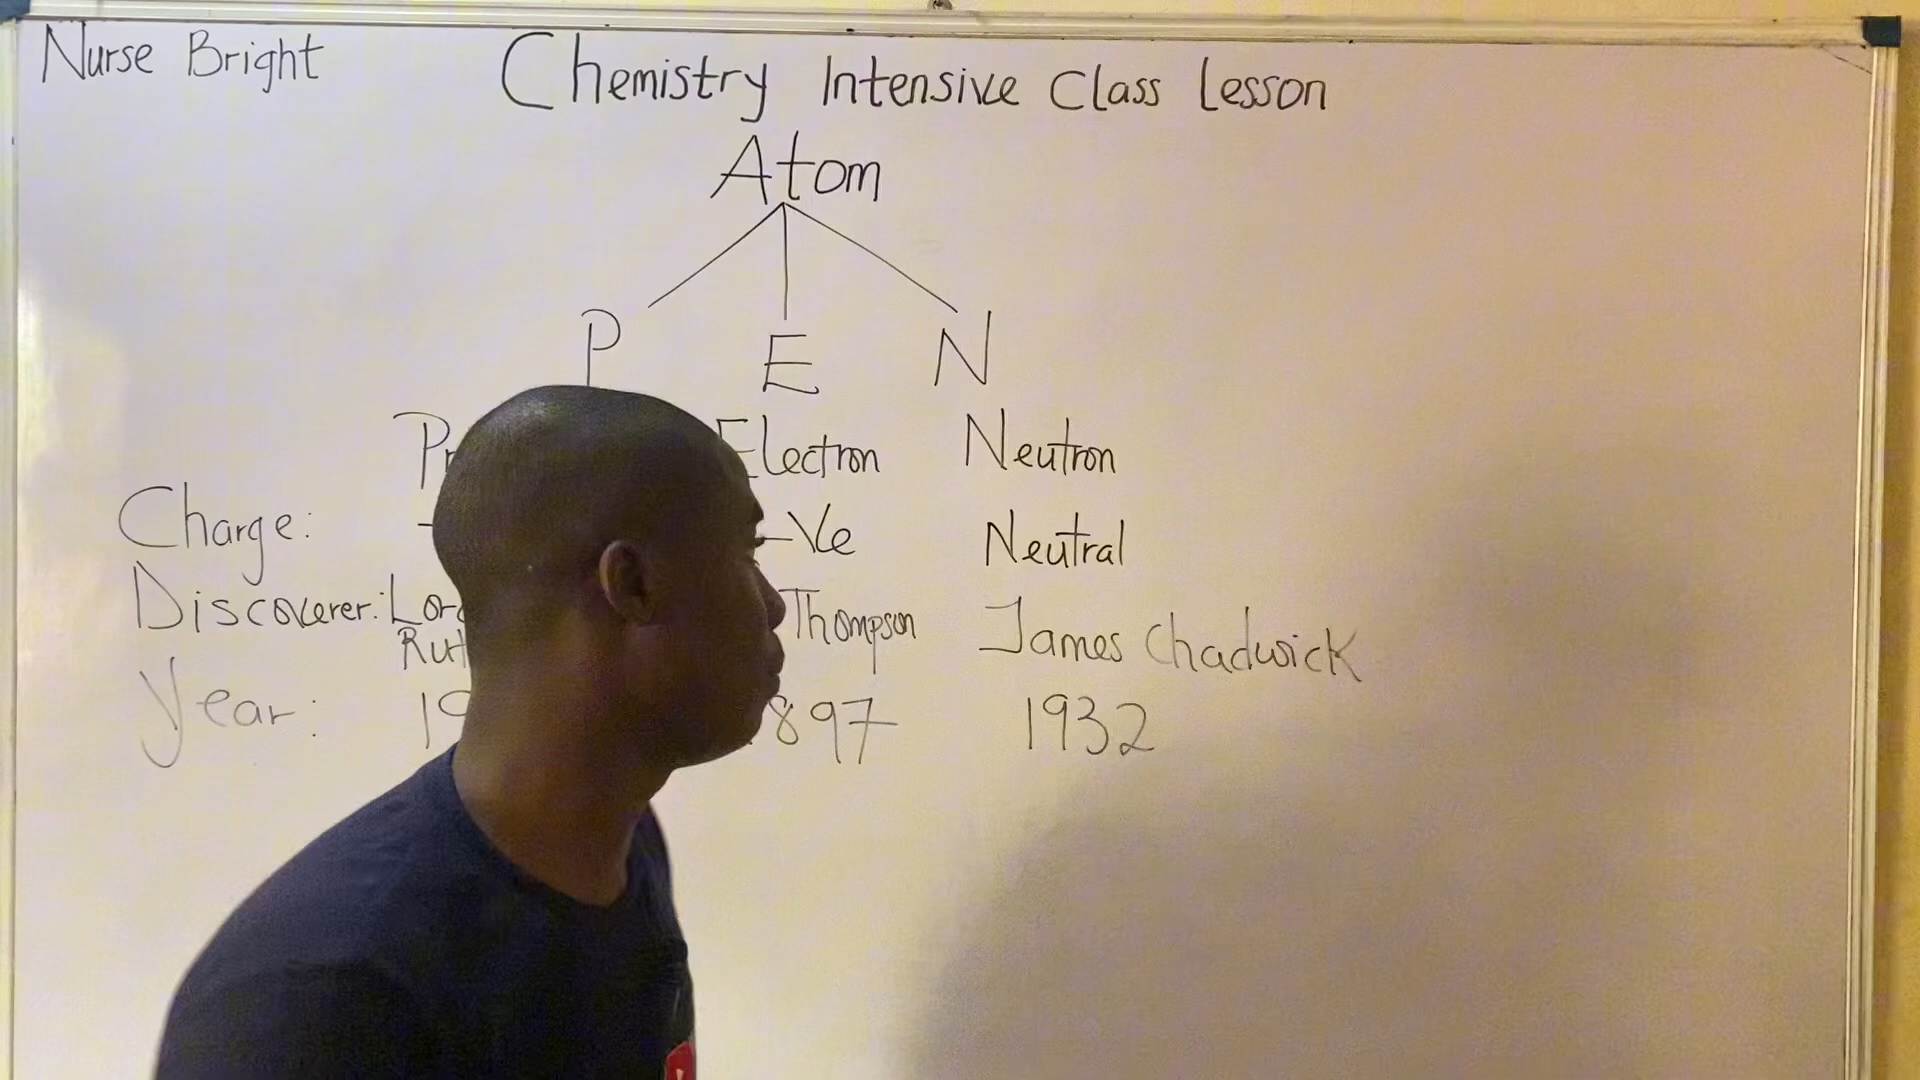 Nurse Bright
Chemistry Intensive Class Lesson
Atom
P E N
Electron Neutron
Charge: -Ve Neutral
Discoverer: Thompson James Chadwick
Year: 1932